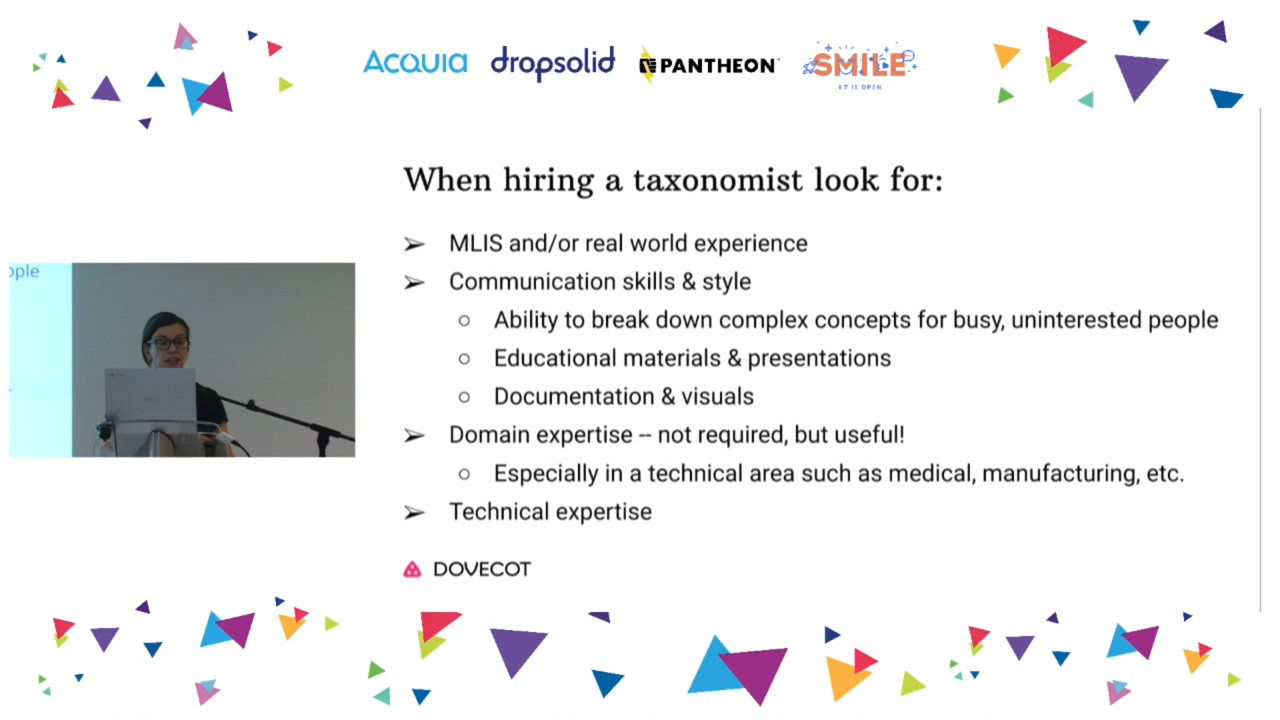 ACQUIA dropsolid PANTHEON SMILE
I.T IS OPEN
When hiring a taxonomist look for:
➢ MLIS and/or real world experience
➢ Communication skills & style
○ Ability to break down complex concepts for busy, uninterested people
○ Educational materials & presentations
○ Documentation & visuals
➢ Domain expertise -- not required, but useful!
○ Especially in a technical area such as medical, manufacturing, etc.
➢ Technical expertise
DOVECOT